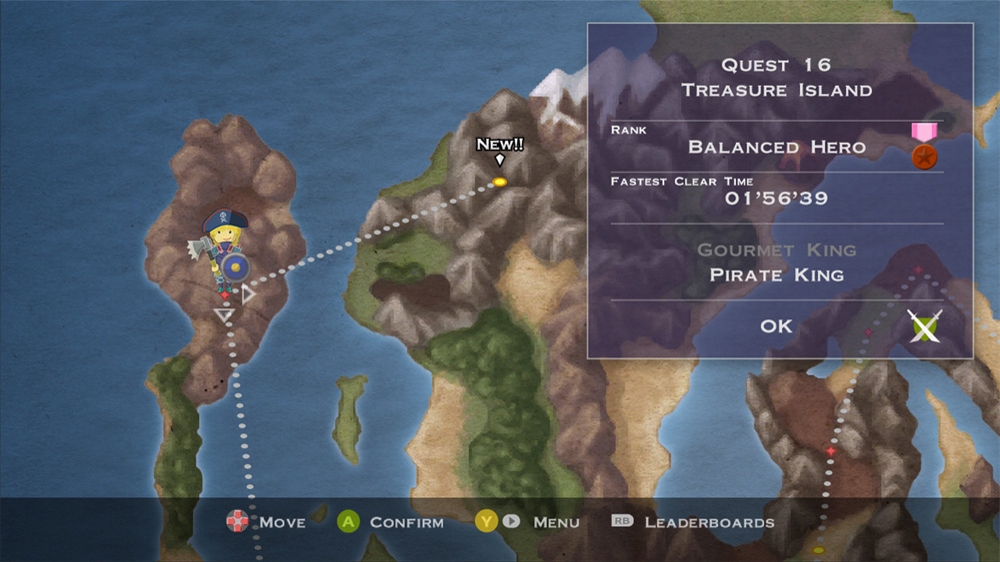 QUEST 16
TREASURE ISLAND
RANK
BALANCED HERO
FASTEST CLEAR TIME
01'56'39
GOURMET KING
PIRATE KING
OK
NEW!!
MOVE
A CONFIRM
Y MENU
RB LEADERBOARDS